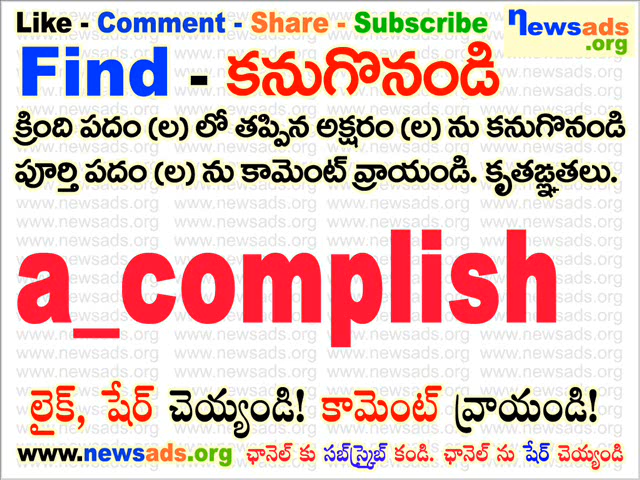 Like - Comment - Share - Subscribe
newsads
.org
Find - కనుగొనండి
క్రింది పదం (ల) లో తప్పిన అక్షరం (ల) ను కనుగొనండి
పూర్తి పదం (ల) ను కామెంట్ వ్రాయండి. కృతఙ్ఞతలు.
a_complish
లైక్, షేర్ చెయ్యండి! కామెంట్ వ్రాయండి!
www.newsads.org ఛానెల్ కు సబ్‌స్క్రైబ్ కండి. ఛానెల్ ను షేర్ చెయ్యండి